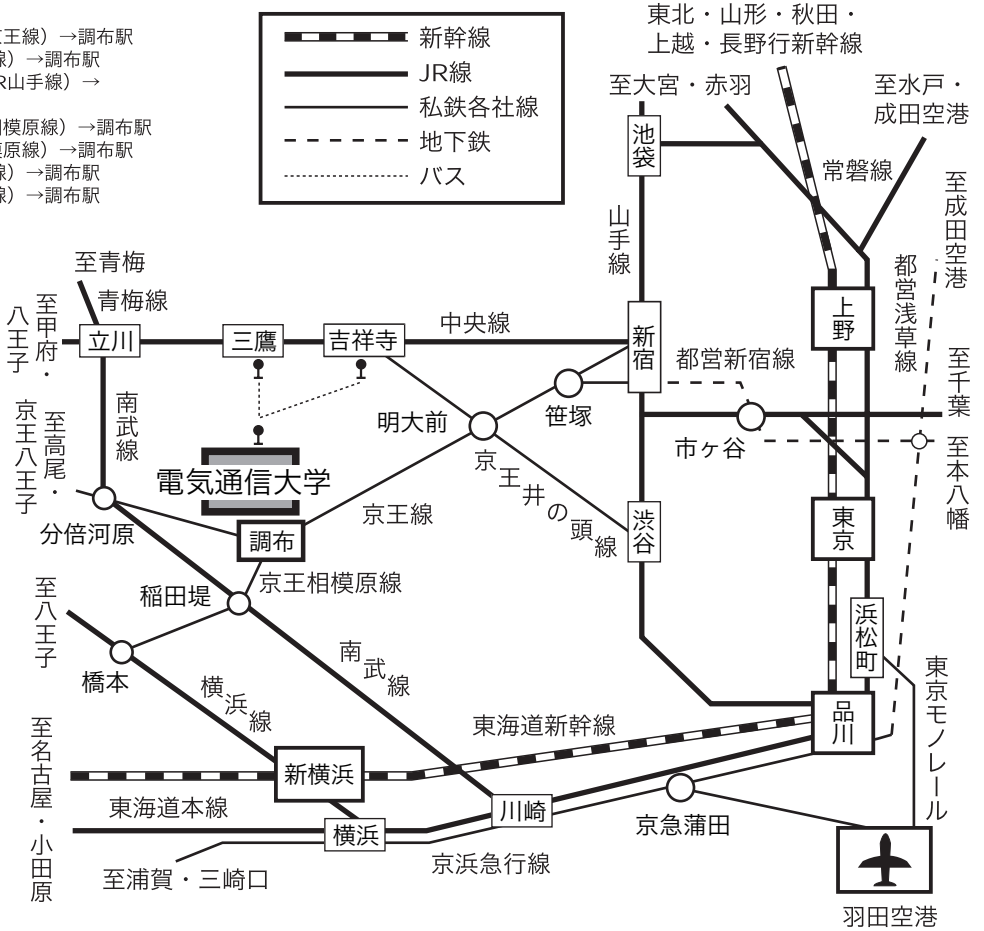 王線）→調布駅
線）→調布駅
R山手線）→
相模原線）→調布駅
模原線）→調布駅
線）→調布駅
線）→調布駅
新幹線
JR線
私鉄各社線
地下鉄
バス
東北・山形・秋田・
上越・長野行新幹線
至大宮・赤羽
至水戸・
成田空港
池袋
常磐線
山手線
至成田空港
都営浅草線
至青梅
青梅線
至甲府・
八王子
立川
三鷹
吉祥寺
中央線
新宿
上野
都営新宿線
至千葉
笹塚
明大前
市ヶ谷
至本八幡
南武線
至高尾・
京王八王子
電気通信大学
京王線
京王井の頭線
渋谷
東京
分倍河原
調布
京王相模原線
稲田堤
至八王子
橋本
南武線
横浜線
浜松町
東京モノレール
品川
東海道新幹線
至名古屋・小田原
新横浜
東海道本線
横浜
川崎
京急蒲田
京浜急行線
至浦賀・三崎口
羽田空港